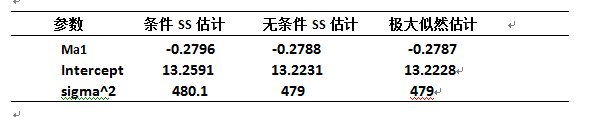 参数 条件 SS 估计 无条件 SS 估计 极大似然估计
Ma1 -0.2796 -0.2788 -0.2787
Intercept 13.2591 13.2231 13.2228
sigma^2 480.1 479 479